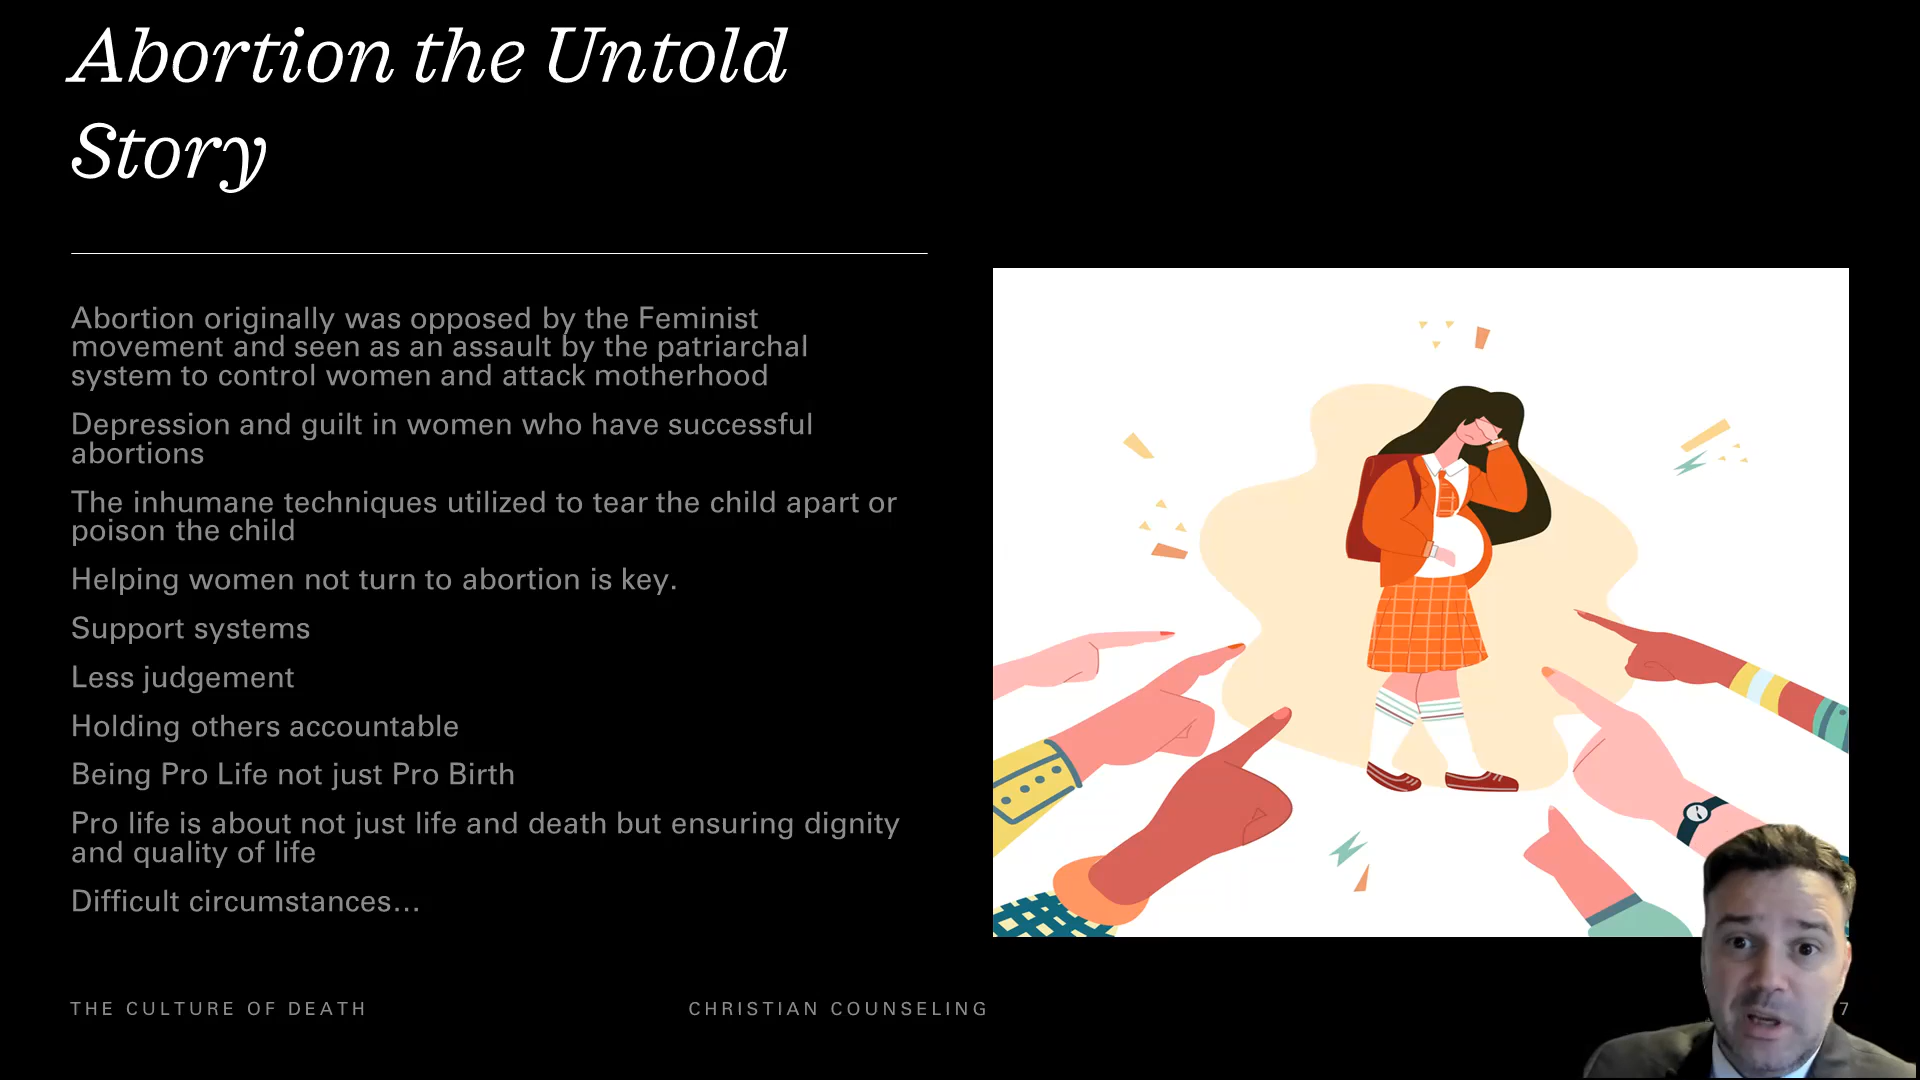 Abortion the Untold
Story
Abortion originally was opposed by the Feminist
movement and seen as an assault by the patriarchal
system to control women and attack motherhood
Depression and guilt in women who have successful
abortions
The inhumane techniques utilized to tear the child apart or
poison the child
Helping women not turn to abortion is key.
Support systems
Less judgement
Holding others accountable
Being Pro Life not just Pro Birth
Pro life is about not just life and death but ensuring dignity
and quality of life
Difficult circumstances...
THE CULTURE OF DEATH
CHRISTIAN COUNSELING
7